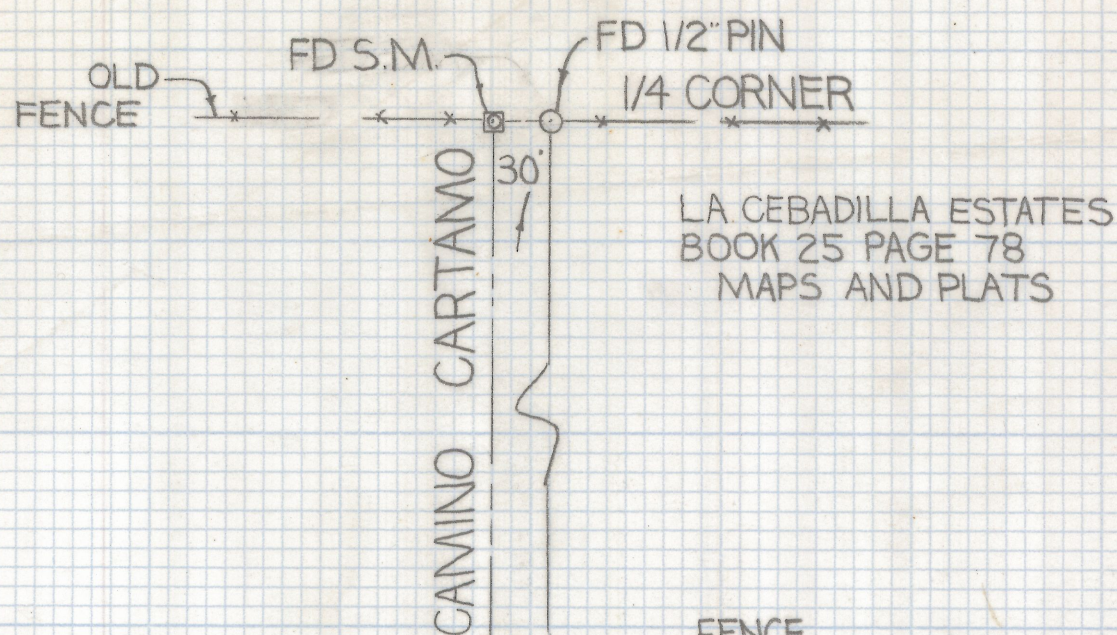 FD S.M.
FD 1/2" PIN
1/4 CORNER
OLD
FENCE
30'
LA CEBADILLA ESTATES
BOOK 25 PAGE 78
MAPS AND PLATS
CAMINO CARTAMO
FENCE